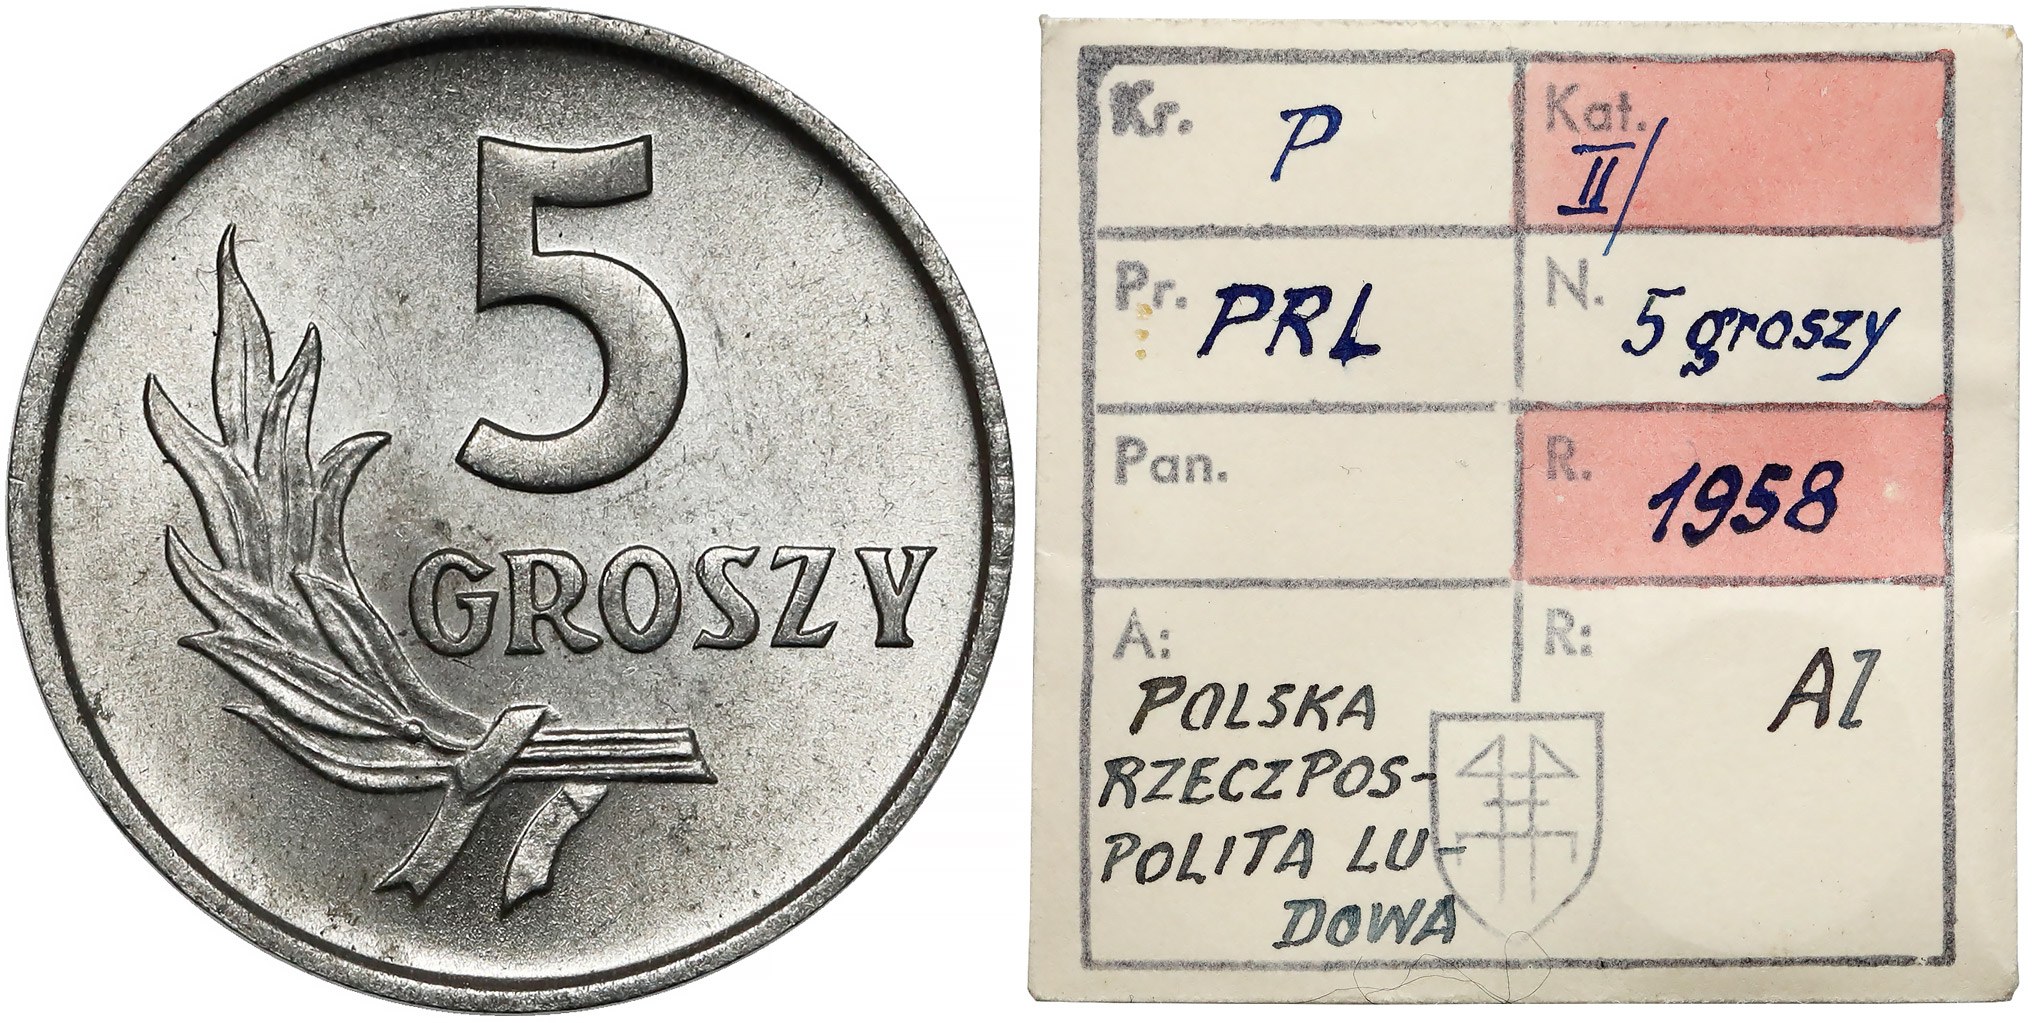 5
GROSZY
Kr. P
Kat.
II/
Pr. PRL
N. 5 groszy
Pan.
R. 1958
A:
POLSKA
RZECZPOS-
POLITA LU-
DOWA
R:
Al